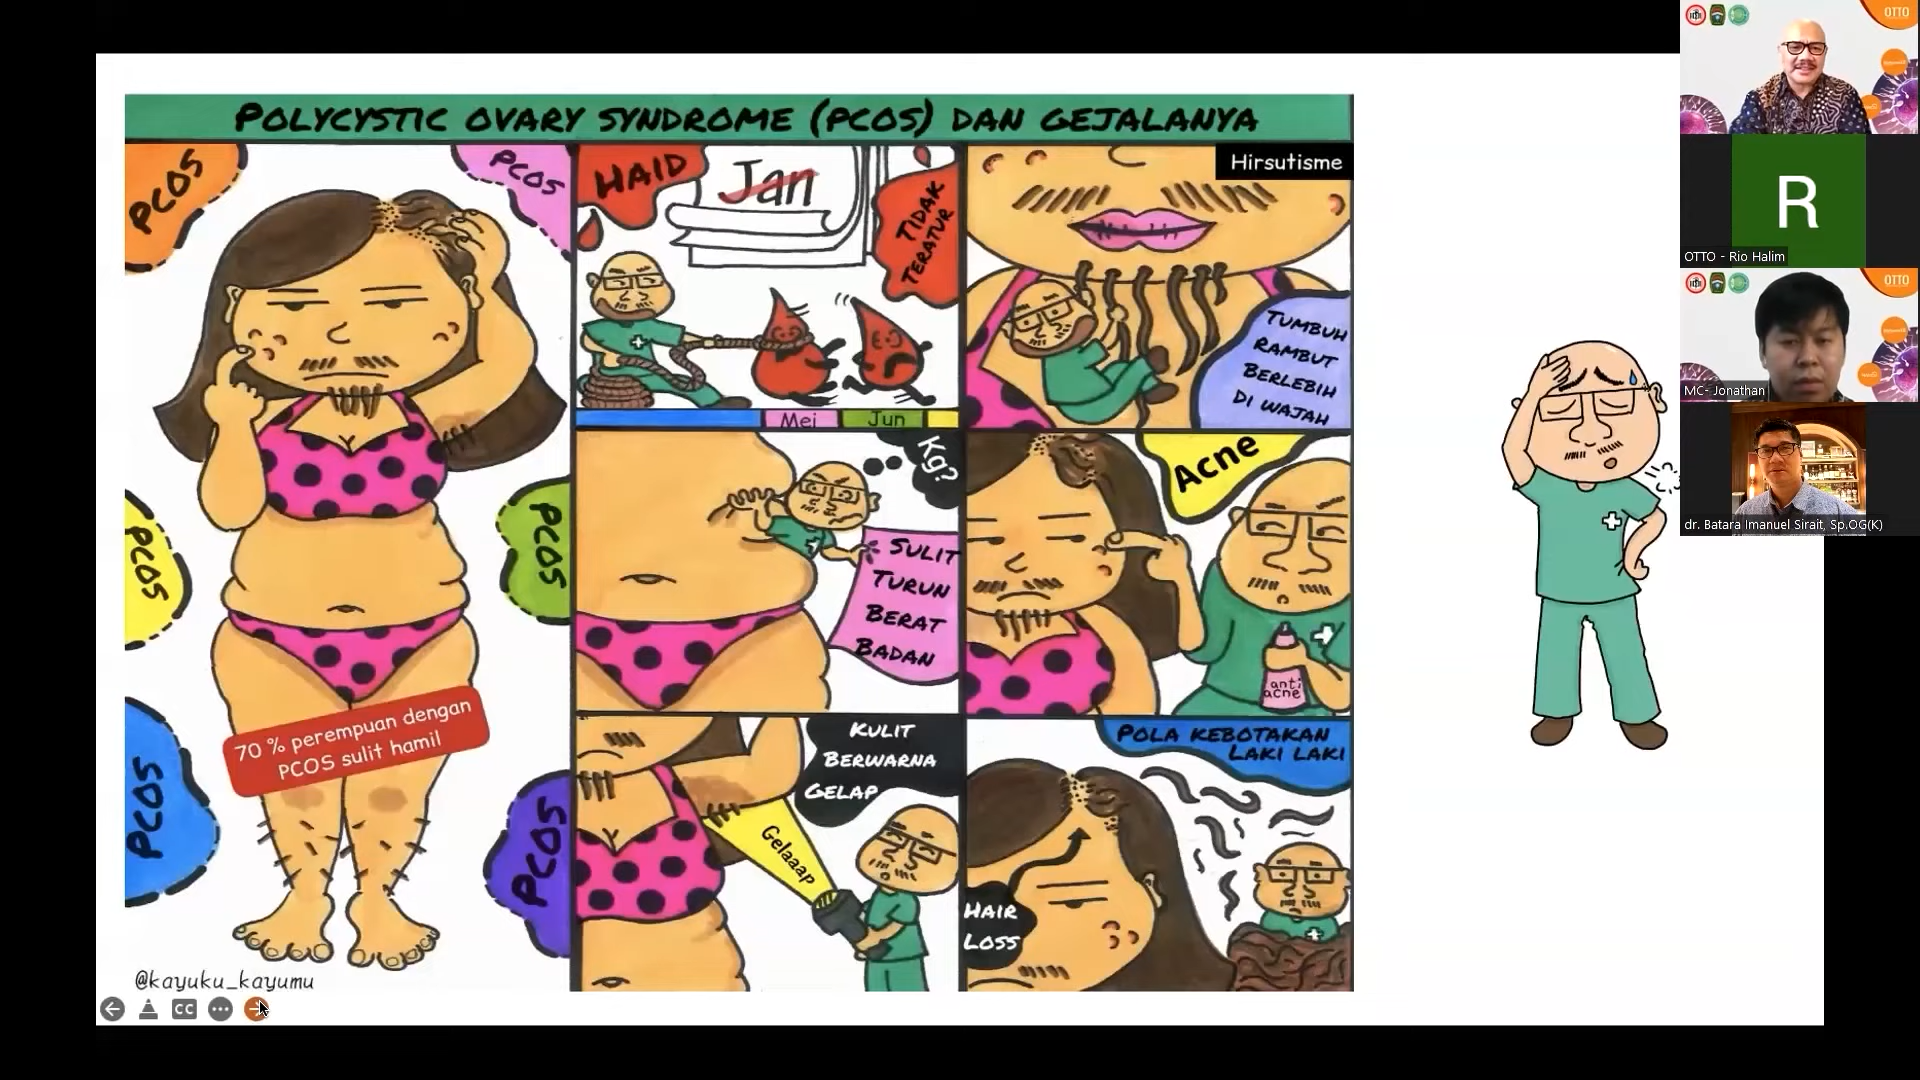 POLYCYSTIC OVARY SYNDROME (PCOS) DAN GEJALANYA
PCOS
PCOS
PCOS
PCOS
PCOS
PCOS
70 % perempuan dengan
PCOS sulit hamil
@kayuku_kayumu
HAID
Jan
TIDAK
TERATUR
Mei
Jun
Hirsutisme
TUMBUH
RAMBUT
BERLEBIH
DI WAJAH
Kg?
SULIT
TURUN
BERAT
BADAN
Acne
anti
acne
KULIT
BERWARNA
GELAP
Gelaaap
POLA KEBOTAKAN
LAKI LAKI
HAIR
LOSS
CC
OTTO
R
OTTO - Rio Halim
OTTO
MC- Jonathan
dr. Batara Imanuel Sirait, Sp.OG(K)